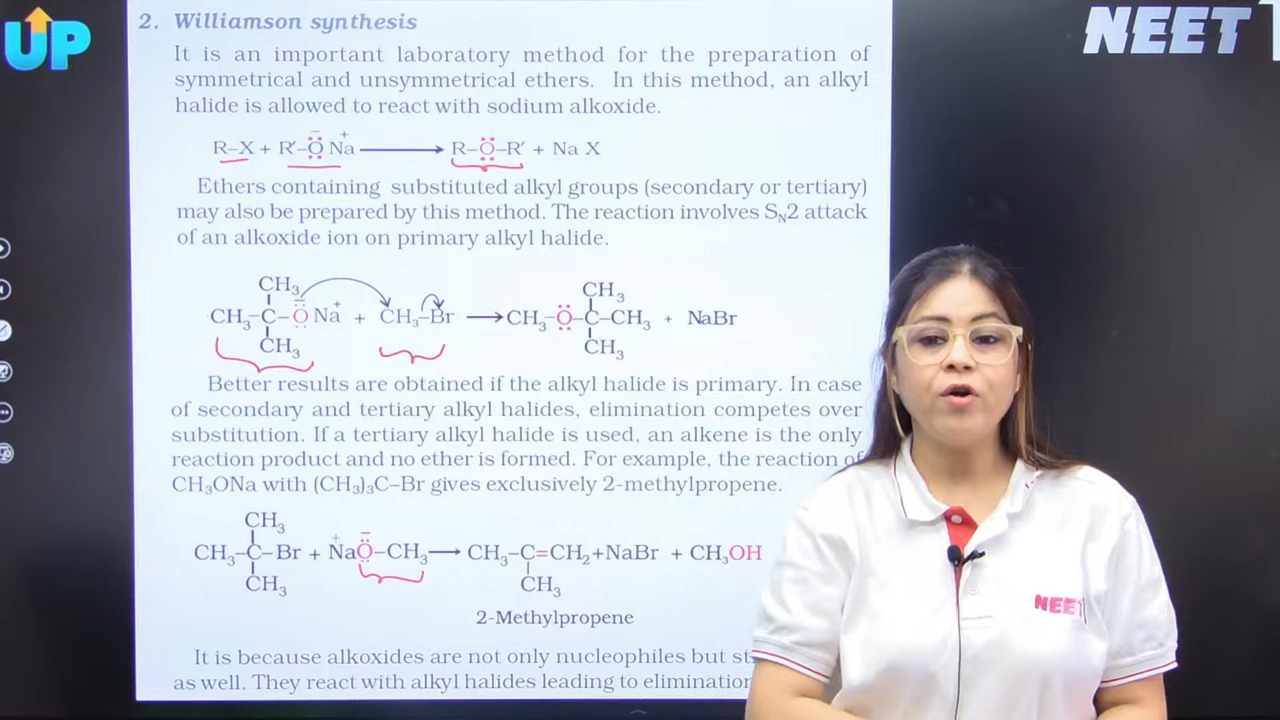 UP
NEET
2. Williamson synthesis
It is an important laboratory method for the preparation of
symmetrical and unsymmetrical ethers. In this method, an alkyl
halide is allowed to react with sodium alkoxide.
R–X + R′–Ö̤⁻ Na⁺ ⟶ R–Ö̤–R′ + Na X
Ethers containing substituted alkyl groups (secondary or tertiary)
may also be prepared by this method. The reaction involves S_N2 attack
of an alkoxide ion on primary alkyl halide.
CH₃ CH₃
CH₃–C–Ö̤⁻ Na⁺ + CH₃–Br ⟶ CH₃–Ö̤–C–CH₃ + NaBr
CH₃ CH₃
Better results are obtained if the alkyl halide is primary. In case
of secondary and tertiary alkyl halides, elimination competes over
substitution. If a tertiary alkyl halide is used, an alkene is the only
reaction product and no ether is formed. For example, the reaction of
CH₃ONa with (CH₃)₃C–Br gives exclusively 2-methylpropene.
CH₃
CH₃–C–Br + Na⁺Ö̤⁻–CH₃ ⟶ CH₃–C=CH₂+NaBr + CH₃OH
CH₃ CH₃
2-Methylpropene
It is because alkoxides are not only nucleophiles but
as well. They react with alkyl halides leading to elimination
NEET